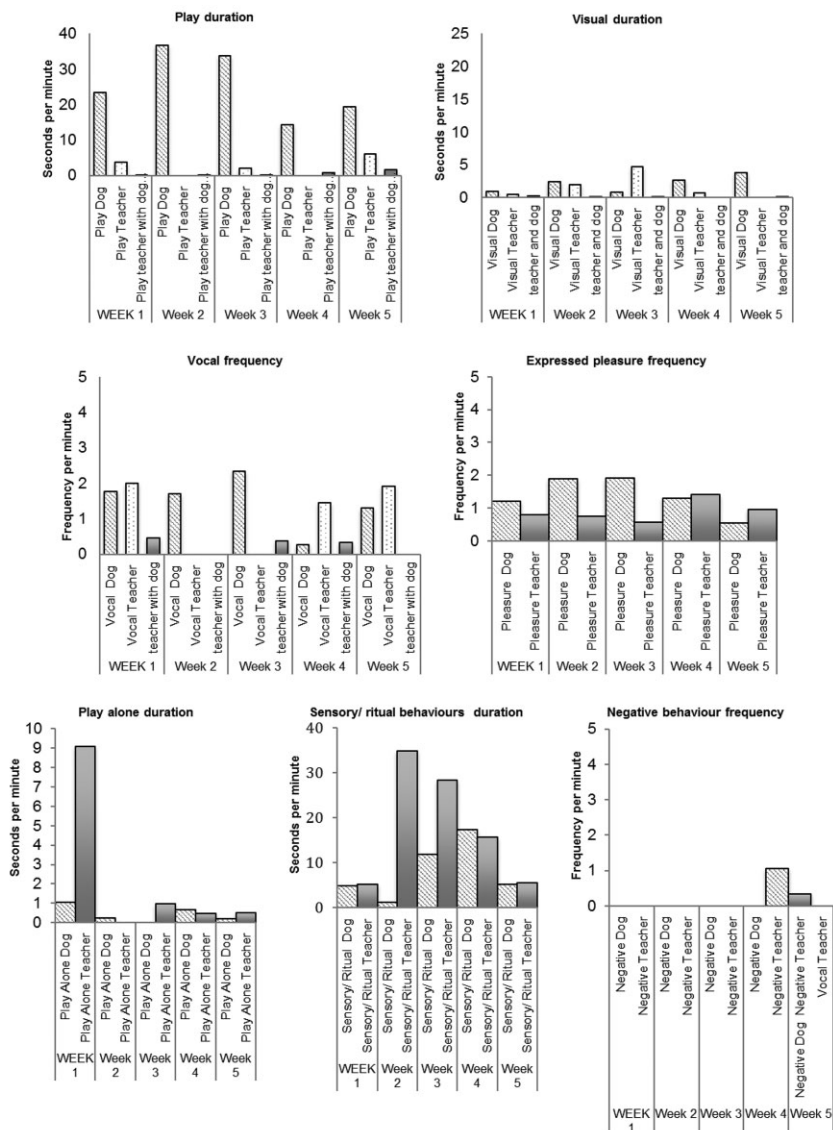 Play duration
Seconds per minute
40
30
20
10
0
Play Dog
Play Teacher
Play teacher with dog.
Play Dog
Play Teacher
Play teacher with dog.
Play Dog
Play Teacher
Play teacher with dog.
Play Dog
Play Teacher
Play teacher with dog.
Play Dog
Play Teacher
Play teacher with dog.
WEEK 1 Week 2 Week 3 Week 4 Week 5
Visual duration
Seconds per minute
25
20
15
10
5
0
Visual Dog
Visual Teacher
teacher and dog
Visual Dog
Visual Teacher
teacher and dog
Visual Dog
Visual Teacher
teacher and dog
Visual Dog
Visual Teacher
teacher and dog
Visual Dog
Visual Teacher
teacher and dog
WEEK 1 Week 2 Week 3 Week 4 Week 5
Vocal frequency
Frequency per minute
5
4
3
2
1
0
Vocal Dog
Vocal Teacher
teacher with dog
Vocal Dog
Vocal Teacher
teacher with dog
Vocal Dog
Vocal Teacher
teacher with dog
Vocal Dog
Vocal Teacher
teacher with dog
Vocal Dog
Vocal Teacher
teacher with dog
WEEK 1 Week 2 Week 3 Week 4 Week 5
Expressed pleasure frequency
Frequency per minute
5
4
3
2
1
0
Pleasure Dog
Pleasure Teacher
Pleasure Dog
Pleasure Teacher
Pleasure Dog
Pleasure Teacher
Pleasure Dog
Pleasure Teacher
Pleasure Dog
Pleasure Teacher
WEEK 1 Week 2 Week 3 Week 4 Week 5
Play alone duration
Seconds per minute
10
9
8
7
6
5
4
3
2
1
0
Play Alone Dog
Play Alone Teacher
Play Alone Dog
Play Alone Teacher
Play Alone Dog
Play Alone Teacher
Play Alone Dog
Play Alone Teacher
Play Alone Dog
Play Alone Teacher
WEEK Week Week Week Week
1 2 3 4 5
Sensory/ ritual behaviours duration
Seconds per minute
40
30
20
10
0
Sensory/ Ritual Dog
Sensory/ Ritual Teacher
Sensory/ Ritual Dog
Sensory/ Ritual Teacher
Sensory/ Ritual Dog
Sensory/ Ritual Teacher
Sensory/ Ritual Dog
Sensory/ Ritual Teacher
Sensory/ Ritual Dog
Sensory/ Ritual Teacher
WEEK Week Week Week Week
1 2 3 4 5
Negative behaviour frequency
Frequency per minute
5
4
3
2
1
0
Negative Dog
Negative Teacher
Negative Dog
Negative Teacher
Negative Dog
Negative Teacher
Negative Dog
Negative Teacher
Negative Dog Negative Teacher
Vocal Teacher
WEEK Week 2 Week 3 Week 4 Week 5
1